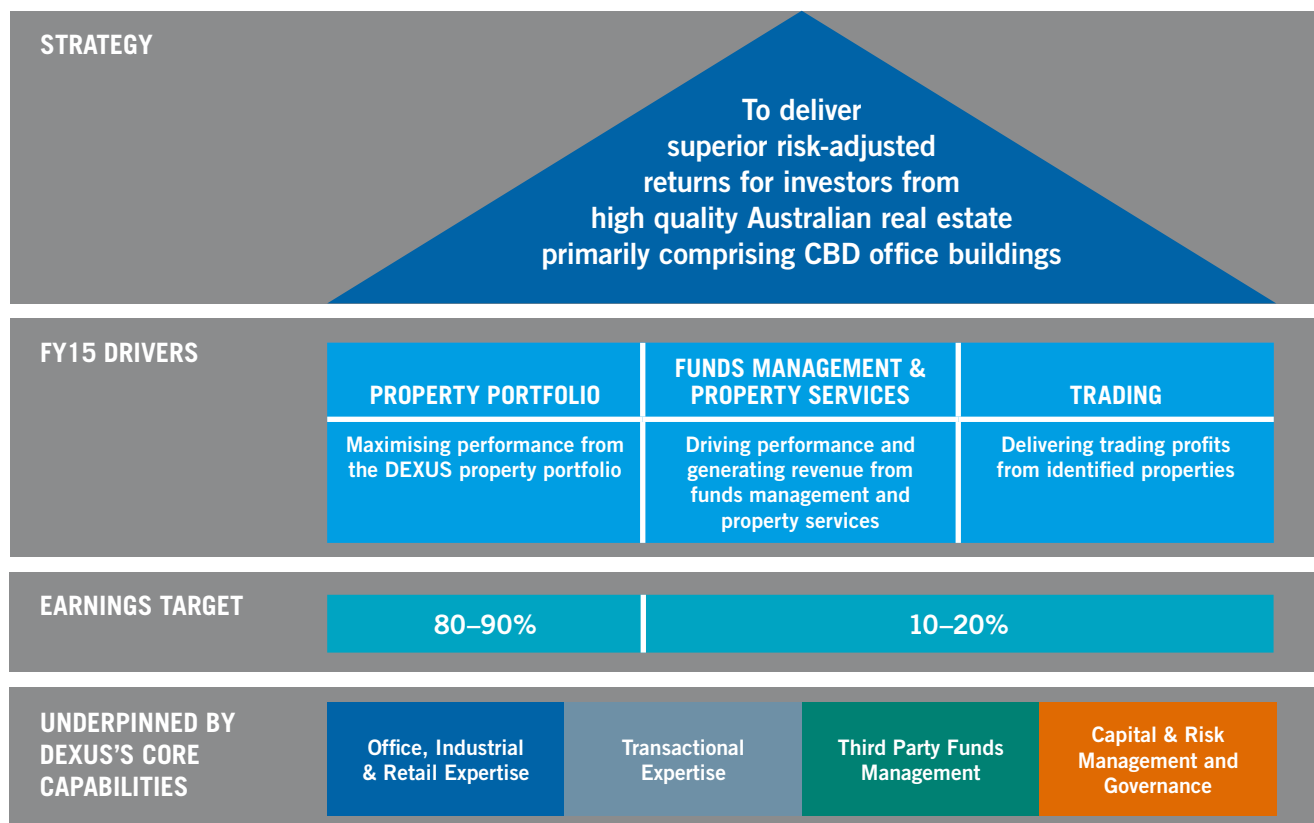 STRATEGY
To deliver
superior risk-adjusted
returns for investors from
high quality Australian real estate
primarily comprising CBD office buildings
FY15 DRIVERS
PROPERTY PORTFOLIO
Maximising performance from
the DEXUS property portfolio
FUNDS MANAGEMENT &
PROPERTY SERVICES
Driving performance and
generating revenue from
funds management and
property services
TRADING
Delivering trading profits
from identified properties
EARNINGS TARGET
80–90%
10–20%
UNDERPINNED BY
DEXUS’S CORE
CAPABILITIES
Office, Industrial
& Retail Expertise
Transactional
Expertise
Third Party Funds
Management
Capital & Risk
Management and
Governance